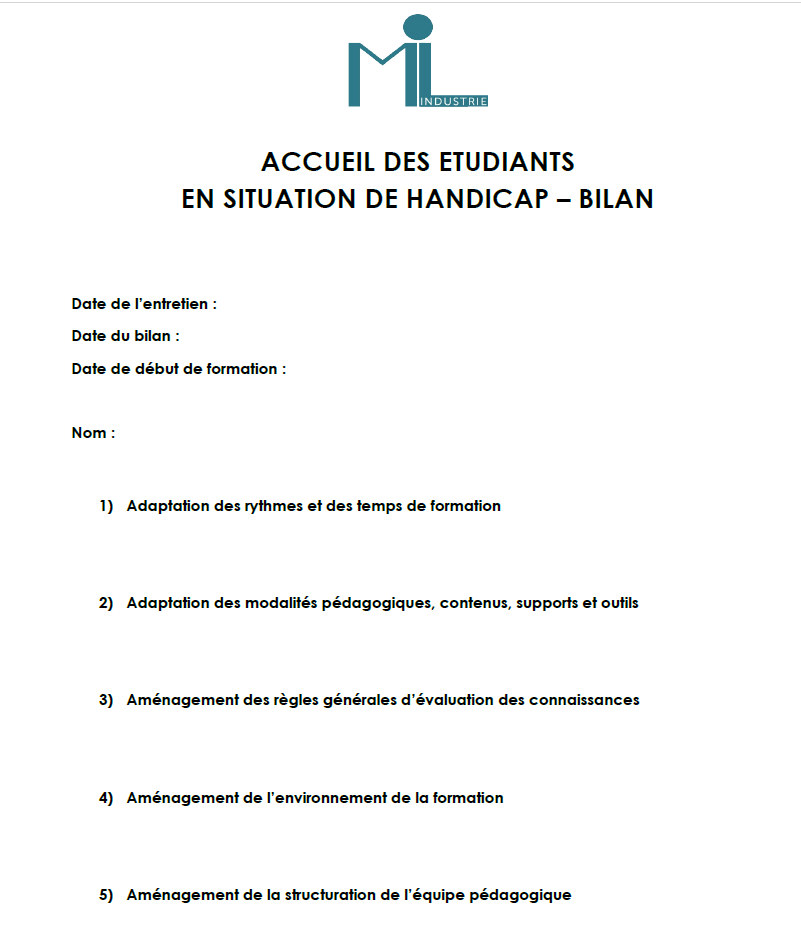 MiL
INDUSTRIE
ACCUEIL DES ETUDIANTS
EN SITUATION DE HANDICAP – BILAN
Date de l'entretien :
Date du bilan :
Date de début de formation :
Nom :
1) Adaptation des rythmes et des temps de formation
2) Adaptation des modalités pédagogiques, contenus, supports et outils
3) Aménagement des règles générales d'évaluation des connaissances
4) Aménagement de l'environnement de la formation
5) Aménagement de la structuration de l'équipe pédagogique